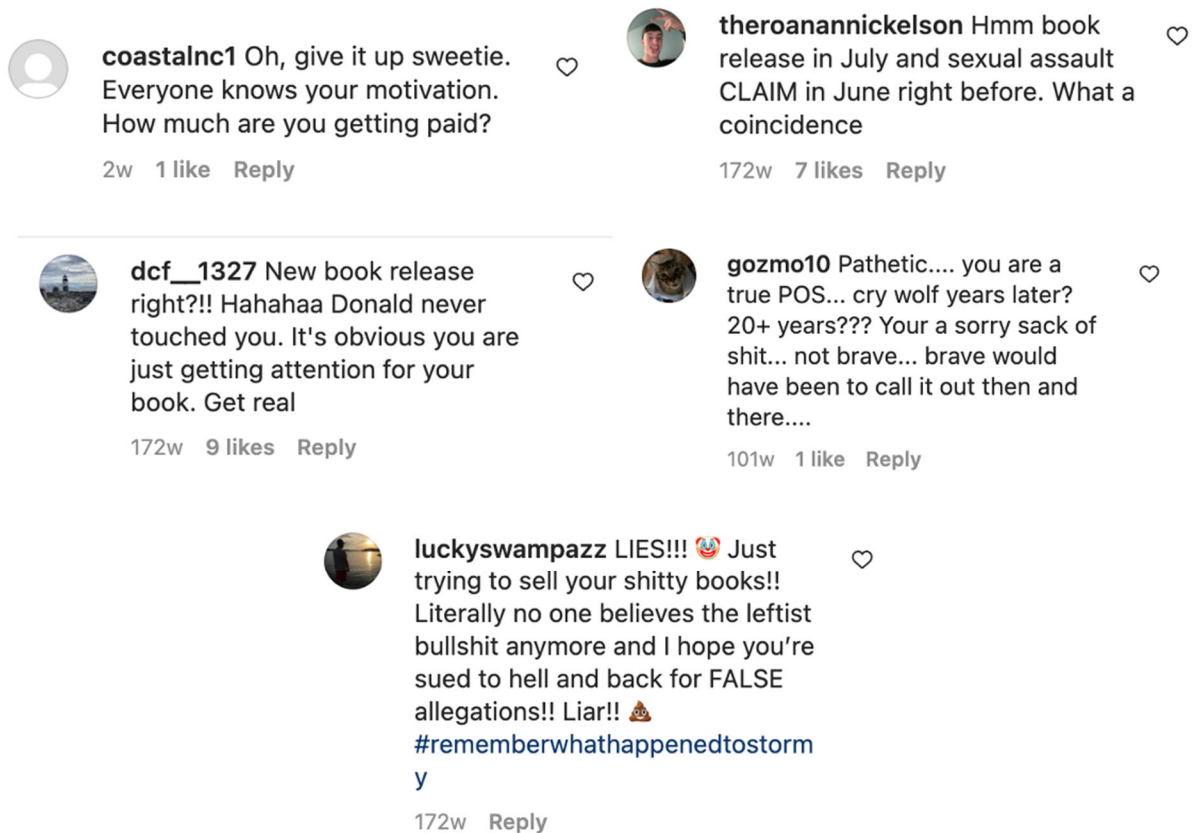 coastalnc1 Oh, give it up sweetie.
Everyone knows your motivation.
How much are you getting paid?
2w 1 like Reply
theroanannickelson Hmm book
release in July and sexual assault
CLAIM in June right before. What a
coincidence
172w 7 likes Reply
dcf__1327 New book release
right?!! Hahahaa Donald never
touched you. It's obvious you are
just getting attention for your
book. Get real
172w 9 likes Reply
gozmo10 Pathetic.... you are a
true POS... cry wolf years later?
20+ years??? Your a sorry sack of
shit... not brave... brave would
have been to call it out then and
there....
101w 1 like Reply
luckyswampazz LIES!!! 🤡 Just
trying to sell your shitty books!!
Literally no one believes the leftist
bullshit anymore and I hope you’re
sued to hell and back for FALSE
allegations!! Liar!! 💩
#rememberwhathappenedtostorm
y
172w Reply